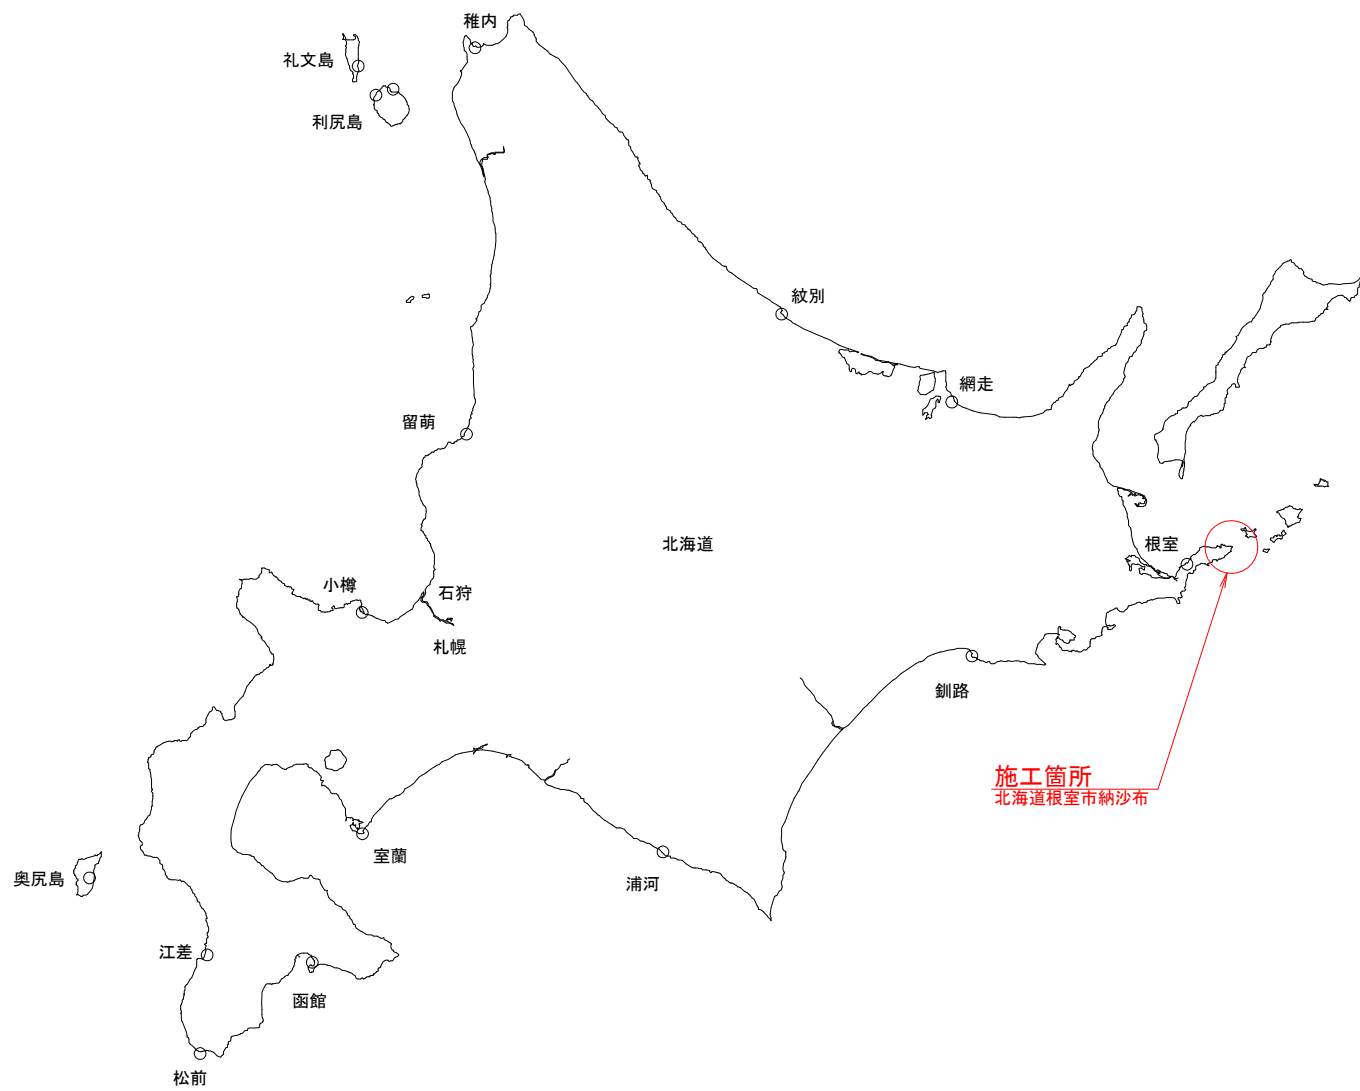 稚内
礼文島
利尻島
紋別
網走
留萌
北海道
根室
小樽
石狩
札幌
釧路
施工箇所
北海道根室市納沙布
室蘭
奥尻島
浦河
江差
函館
松前